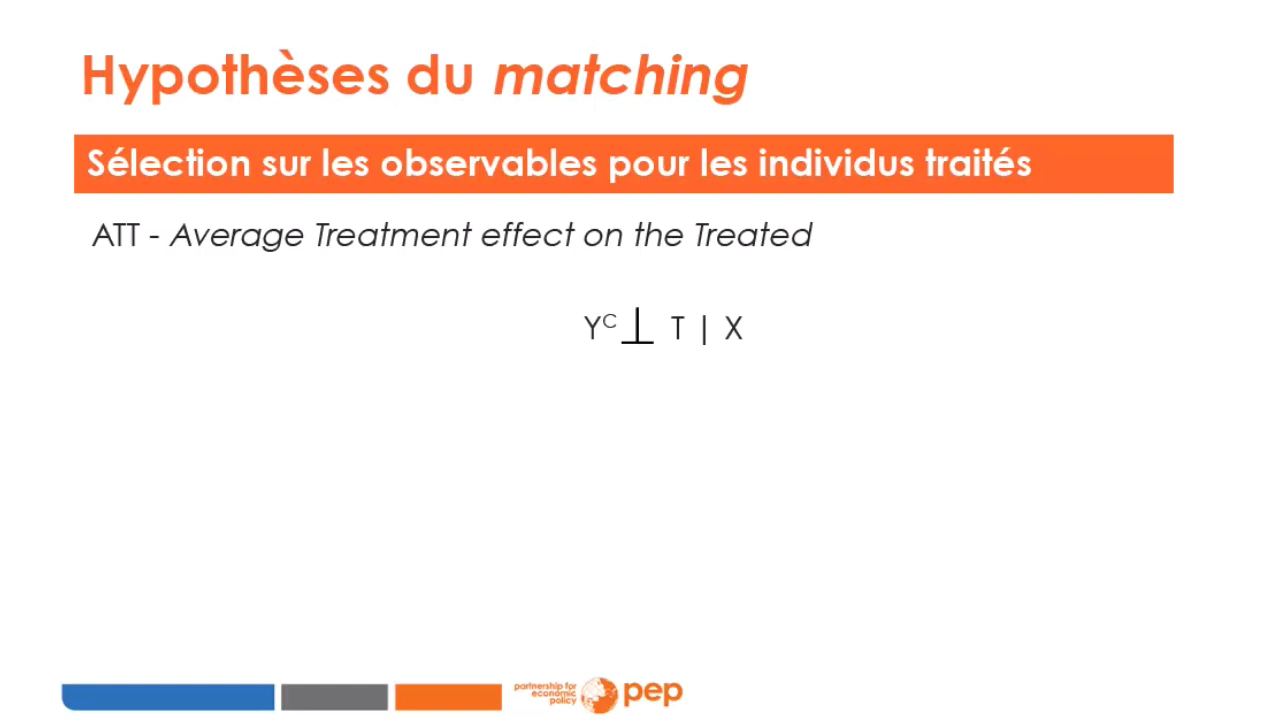 Hypothèses du matching
Sélection sur les observables pour les individus traités
ATT - Average Treatment effect on the Treated
Yᶜ ⊥ T | X
partnership for
economic
policy
pep